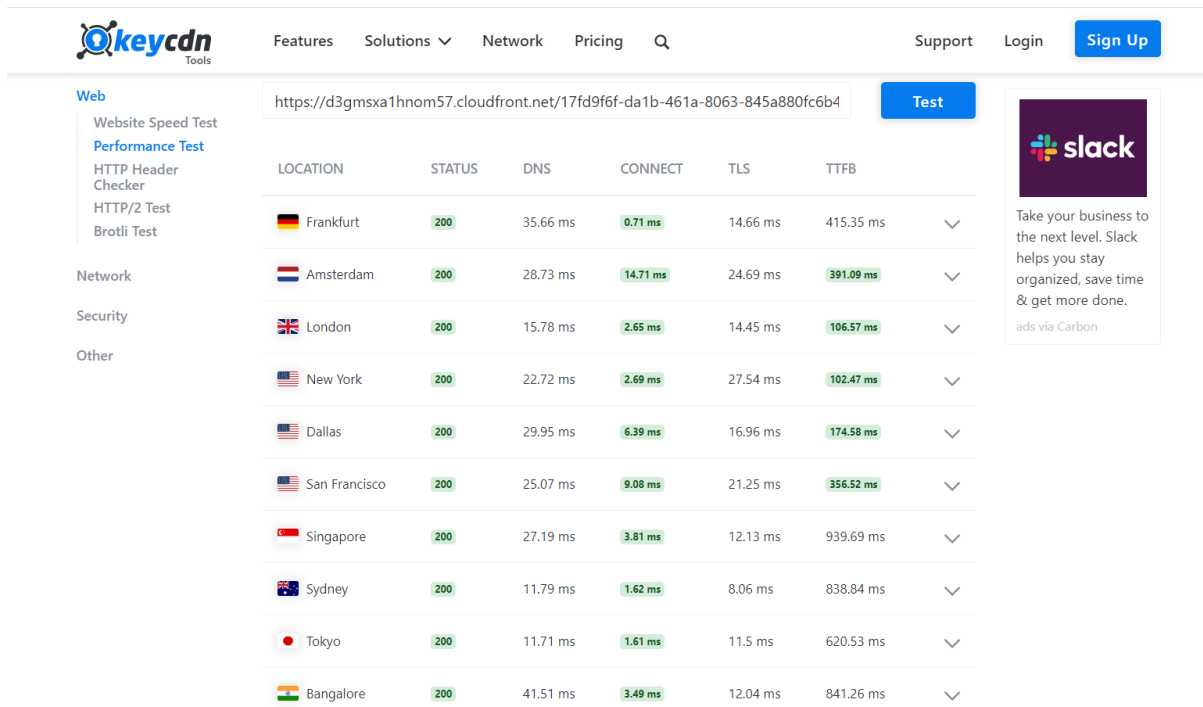 keycdn
Tools
Features Solutions Network Pricing Support Login Sign Up
Web
Website Speed Test
Performance Test
HTTP Header
Checker
HTTP/2 Test
Brotli Test
Network
Security
Other
https://d3gmsxa1hnom57.cloudfront.net/17fd9f6f-da1b-461a-8063-845a880fc6b4 Test
LOCATION STATUS DNS CONNECT TLS TTFB
Frankfurt 200 35.66 ms 0.71 ms 14.66 ms 415.35 ms
Amsterdam 200 28.73 ms 14.71 ms 24.69 ms 391.09 ms
London 200 15.78 ms 2.65 ms 14.45 ms 106.57 ms
New York 200 22.72 ms 2.69 ms 27.54 ms 102.47 ms
Dallas 200 29.95 ms 6.39 ms 16.96 ms 174.58 ms
San Francisco 200 25.07 ms 9.08 ms 21.25 ms 356.52 ms
Singapore 200 27.19 ms 3.81 ms 12.13 ms 939.69 ms
Sydney 200 11.79 ms 1.62 ms 8.06 ms 838.84 ms
Tokyo 200 11.71 ms 1.61 ms 11.5 ms 620.53 ms
Bangalore 200 41.51 ms 3.49 ms 12.04 ms 841.26 ms
slack
Take your business to
the next level. Slack
helps you stay
organized, save time
& get more done.
ads via Carbon